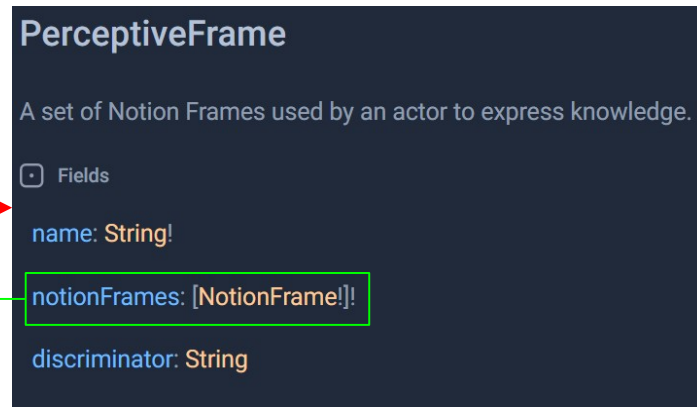 PerceptiveFrame
A set of Notion Frames used by an actor to express knowledge.
Fields
name: String!
notionFrames: [NotionFrame!]!
discriminator: String